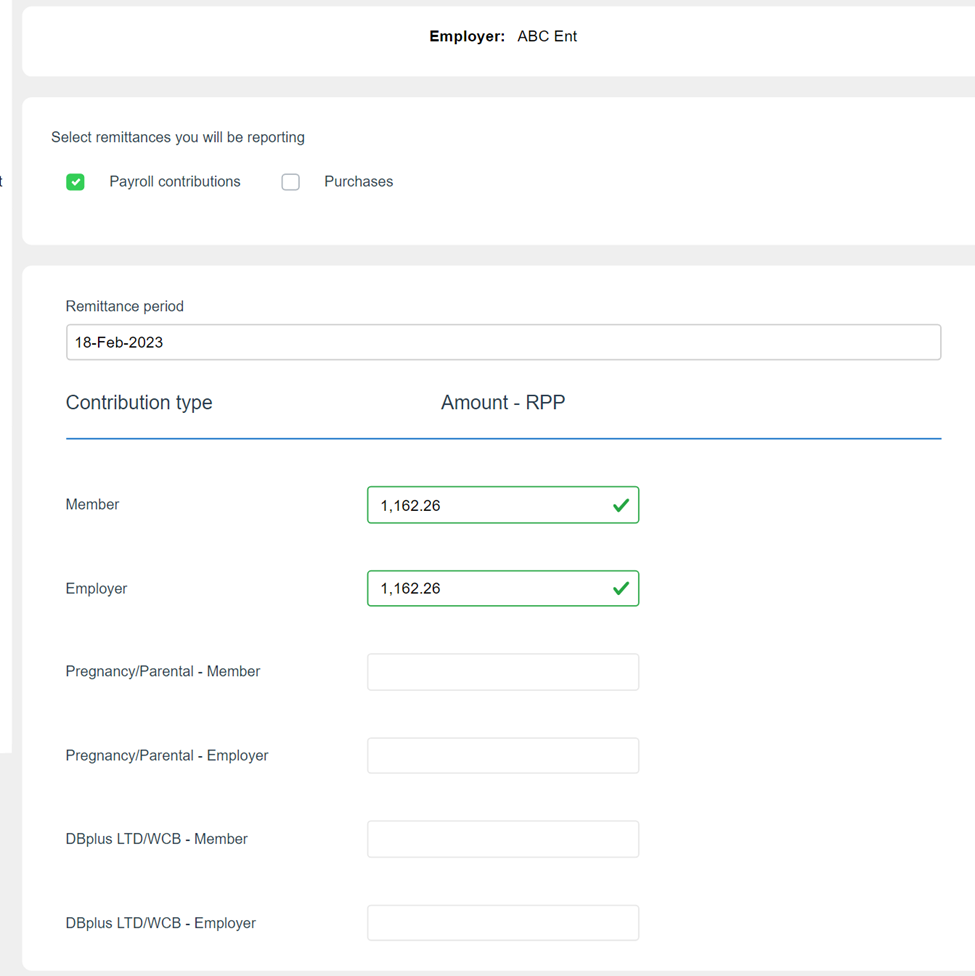 Employer: ABC Ent
Select remittances you will be reporting
t
Payroll contributions Purchases
Remittance period
18-Feb-2023
Contribution type Amount - RPP
Member 1,162.26
Employer 1,162.26
Pregnancy/Parental - Member
Pregnancy/Parental - Employer
DBplus LTD/WCB - Member
DBplus LTD/WCB - Employer